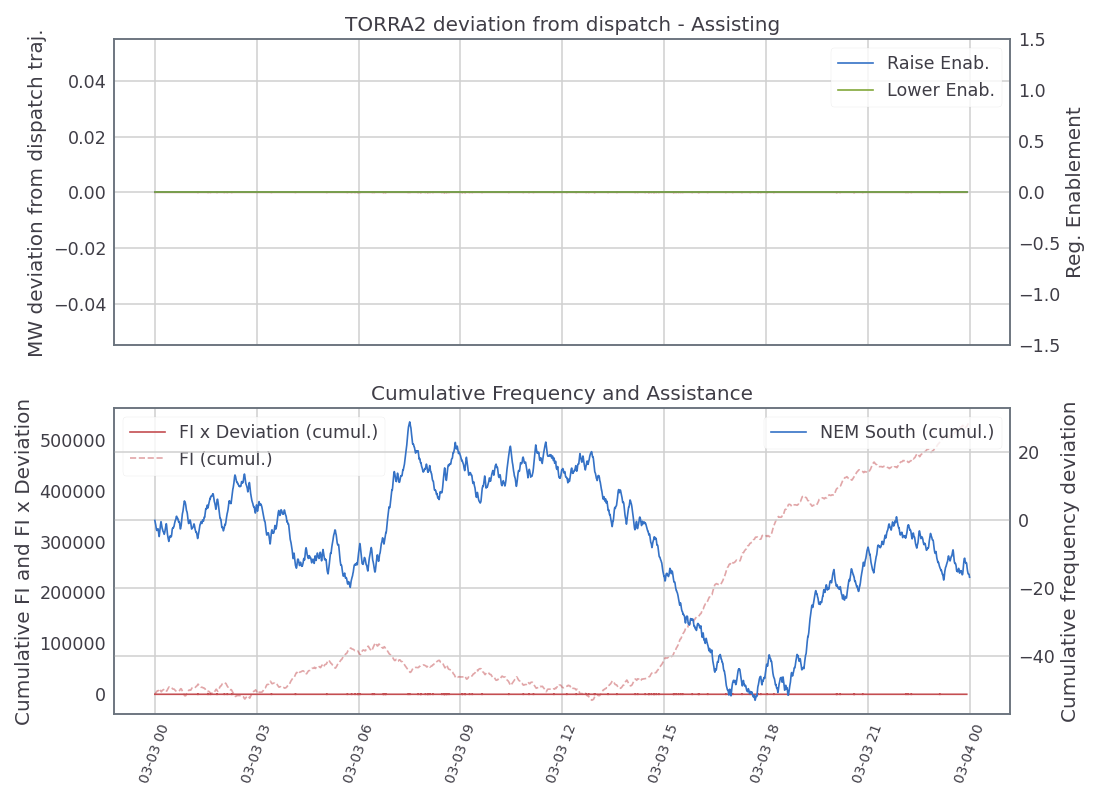 TORRA2 deviation from dispatch - Assisting
MW deviation from dispatch traj.
0.04
0.02
0.00
−0.02
−0.04
Raise Enab.
Lower Enab.
1.5
1.0
0.5
0.0
−0.5
−1.0
−1.5
Reg. Enablement
Cumulative Frequency and Assistance
Cumulative FI and FI x Deviation
500000
400000
300000
200000
100000
0
FI x Deviation (cumul.)
FI (cumul.)
NEM South (cumul.)
20
0
−20
−40
Cumulative frequency deviation
03-03 00
03-03 03
03-03 06
03-03 09
03-03 12
03-03 15
03-03 18
03-03 21
03-04 00